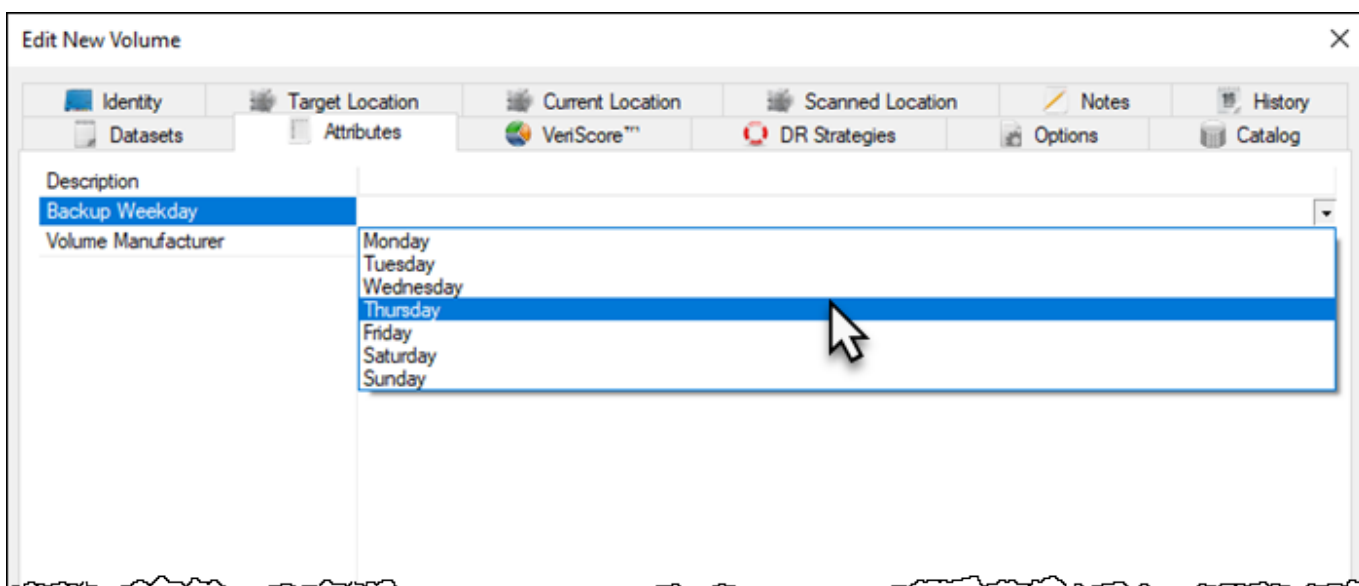 Edit New Volume
Identity Target Location Current Location Scanned Location Notes History
Datasets Attributes VeriScore™ DR Strategies Options Catalog
Description
Backup Weekday
Volume Manufacturer
Monday
Tuesday
Wednesday
Thursday
Friday
Saturday
Sunday